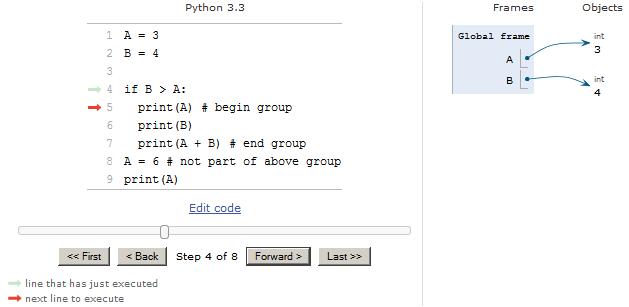 Python 3.3
1 A = 3
2 B = 4
3
4 if B > A:
5   print(A) # begin group
6   print(B)
7   print(A + B) # end group
8 A = 6 # not part of above group
9 print(A)
Edit code
<< First < Back Step 4 of 8 Forward > Last >>
line that has just executed
next line to execute
Frames Objects
Global frame
A
B
int
3
int
4